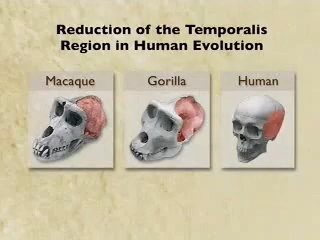 Reduction of the Temporalis
Region in Human Evolution
Macaque
Gorilla
Human